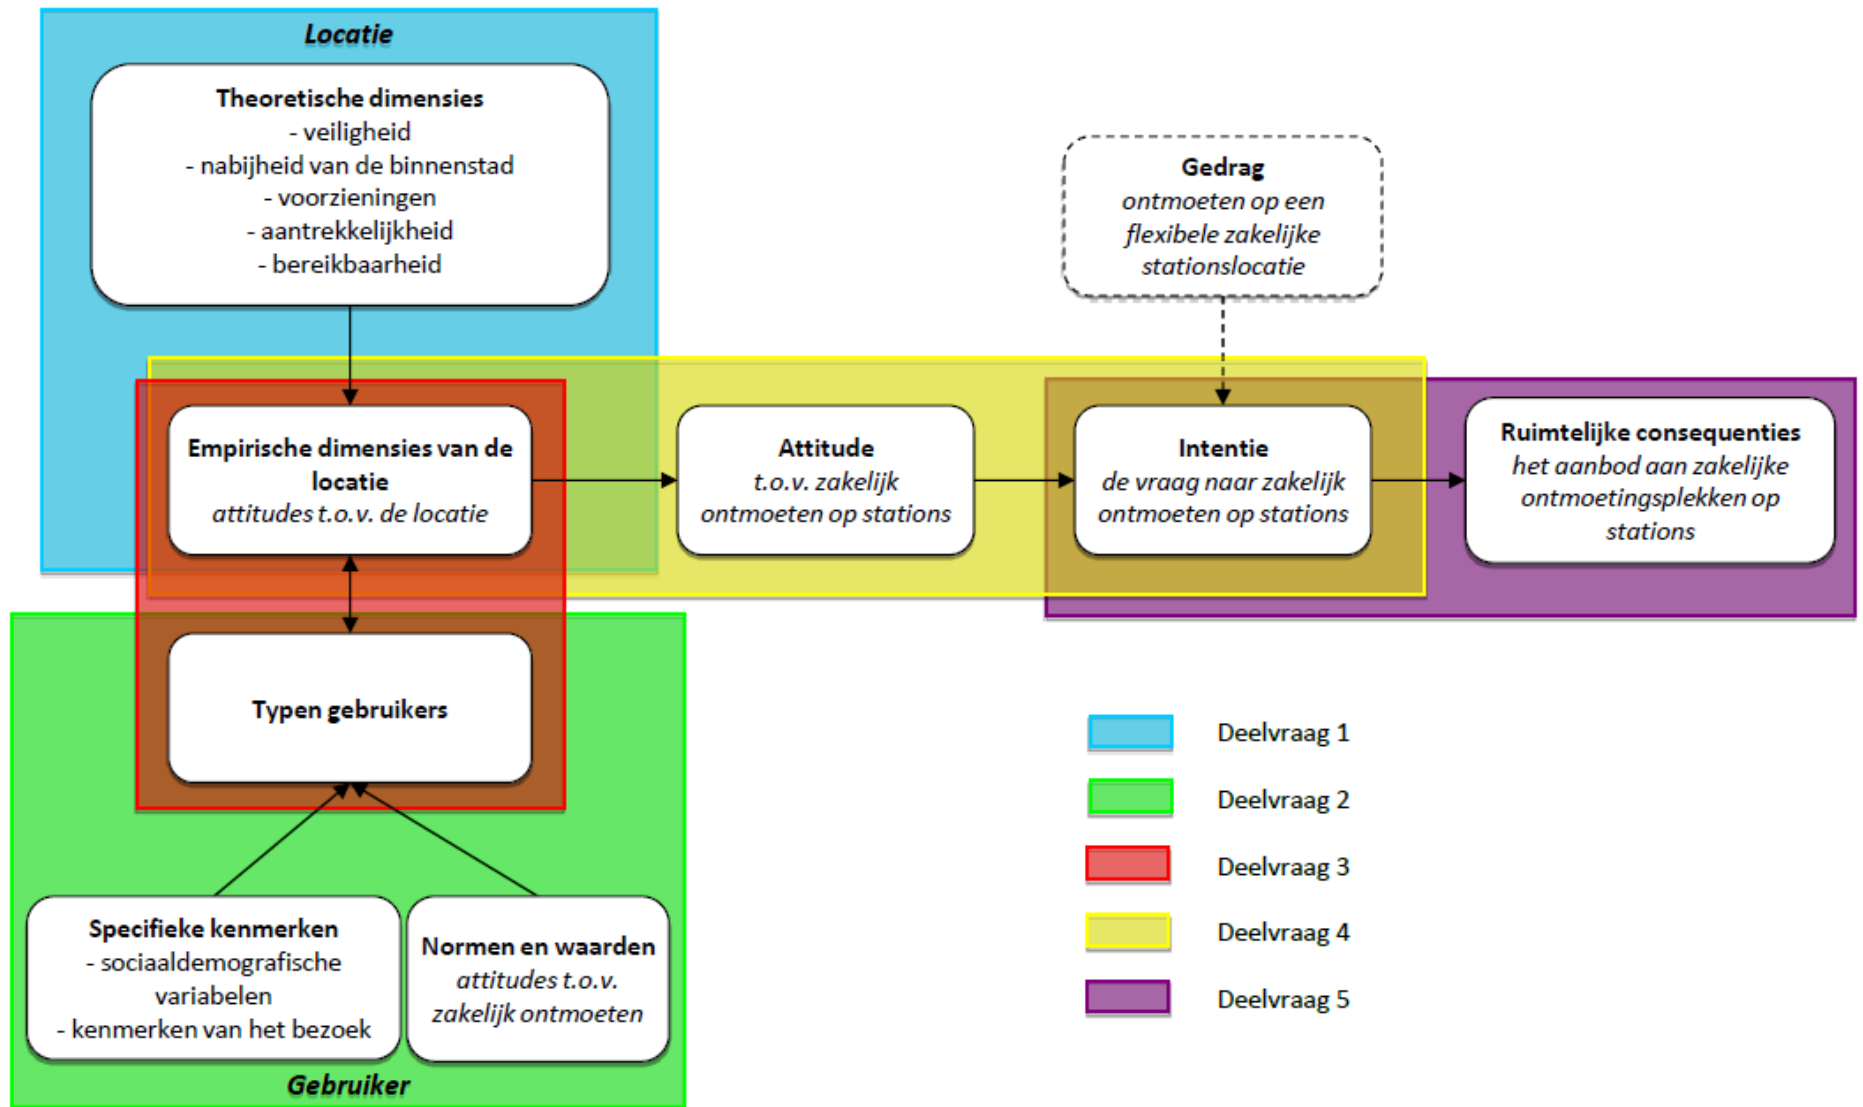 Locatie
Theoretische dimensies
- veiligheid
- nabijheid van de binnenstad
- voorzieningen
- aantrekkelijkheid
- bereikbaarheid
Gedrag
ontmoeten op een
flexibele zakelijke
stationslocatie
Empirische dimensies van de
locatie
attitudes t.o.v. de locatie
Attitude
t.o.v. zakelijk
ontmoeten op stations
Intentie
de vraag naar zakelijk
ontmoeten op stations
Ruimtelijke consequenties
het aanbod aan zakelijke
ontmoetingsplekken op
stations
Typen gebruikers
Specifieke kenmerken
- sociaaldemografische
variabelen
- kenmerken van het bezoek
Normen en waarden
attitudes t.o.v.
zakelijk ontmoeten
Gebruiker
Deelvraag 1
Deelvraag 2
Deelvraag 3
Deelvraag 4
Deelvraag 5